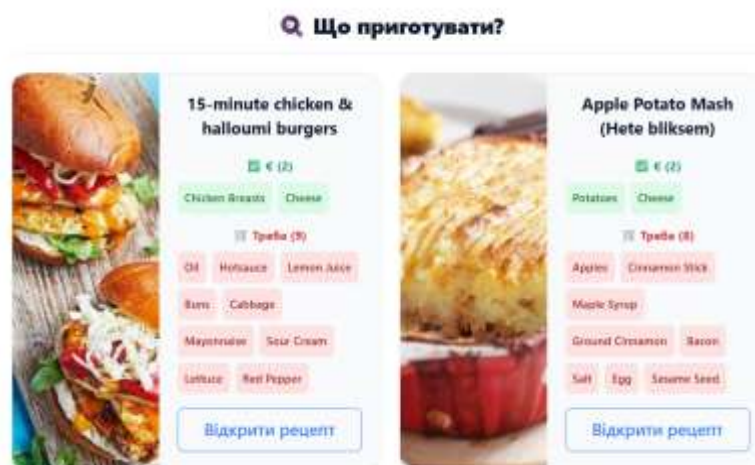 Що приготувати?
15-minute chicken &
halloumi burgers
Є (2)
Chicken Breasts Cheese
Треба (9)
Oil Hotsauce Lemon Juice
Buns Cabbage
Mayonnaise Sour Cream
Lettuce Red Pepper
Відкрити рецепт
Apple Potato Mash
(Hete bliksem)
Є (2)
Potatoes Cheese
Треба (8)
Apples Cinnamon Stick
Maple Syrup
Ground Cinnamon Bacon
Salt Egg Sesame Seed
Відкрити рецепт